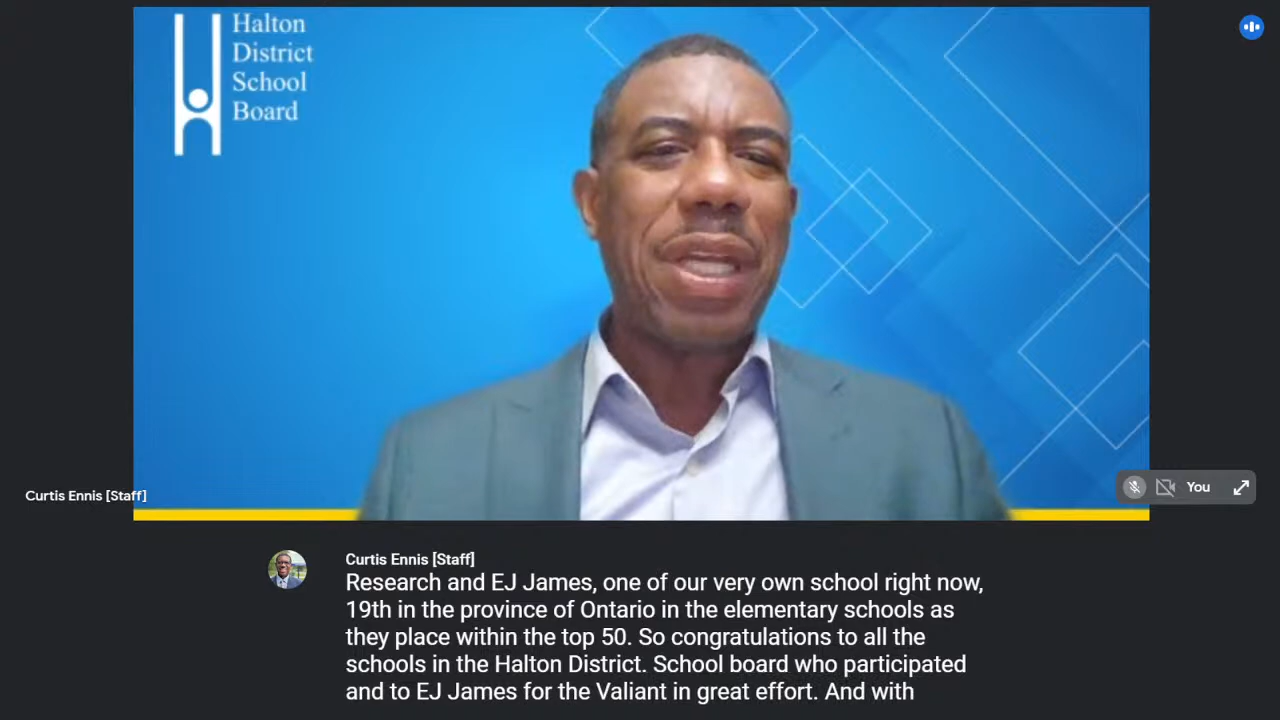 Halton
District
School
Board
Curtis Ennis [Staff]
You
Curtis Ennis [Staff]
Research and EJ James, one of our very own school right now,
19th in the province of Ontario in the elementary schools as
they place within the top 50. So congratulations to all the
schools in the Halton District. School board who participated
and to EJ James for the Valiant in great effort. And with